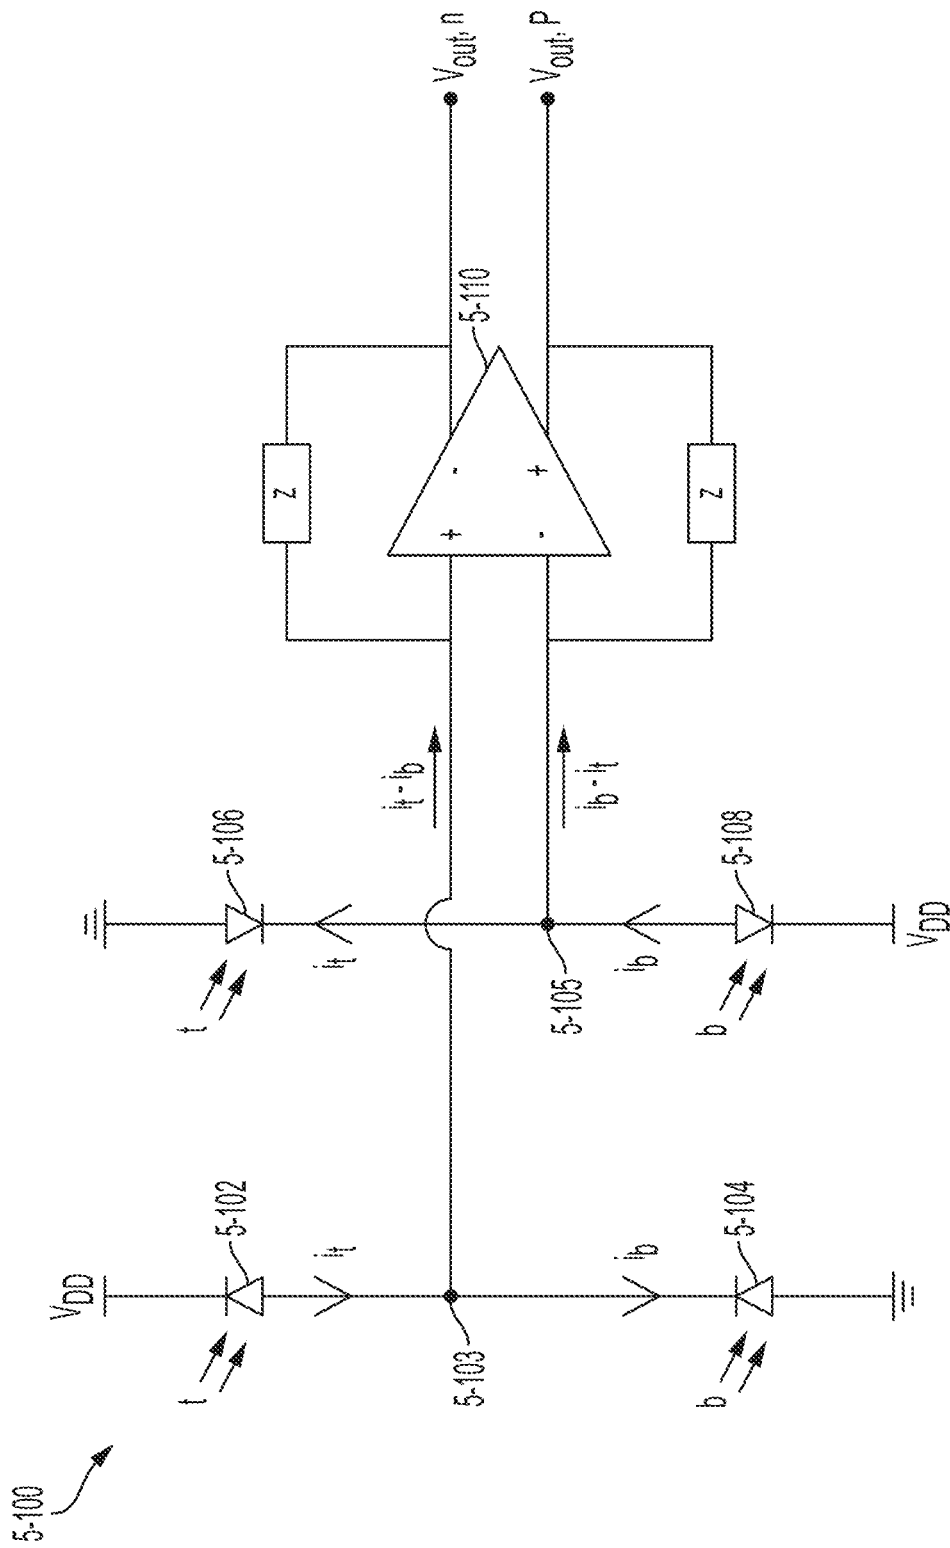 5-100
V_DD
t
5-102
i_t
5-103
i_b
b
5-104
t
5-106
i_t
5-105
i_b
b
5-108
V_DD
i_t - i_b
i_b - i_t
Z
+
-
-
+
5-110
Z
V_out, n
V_out, P